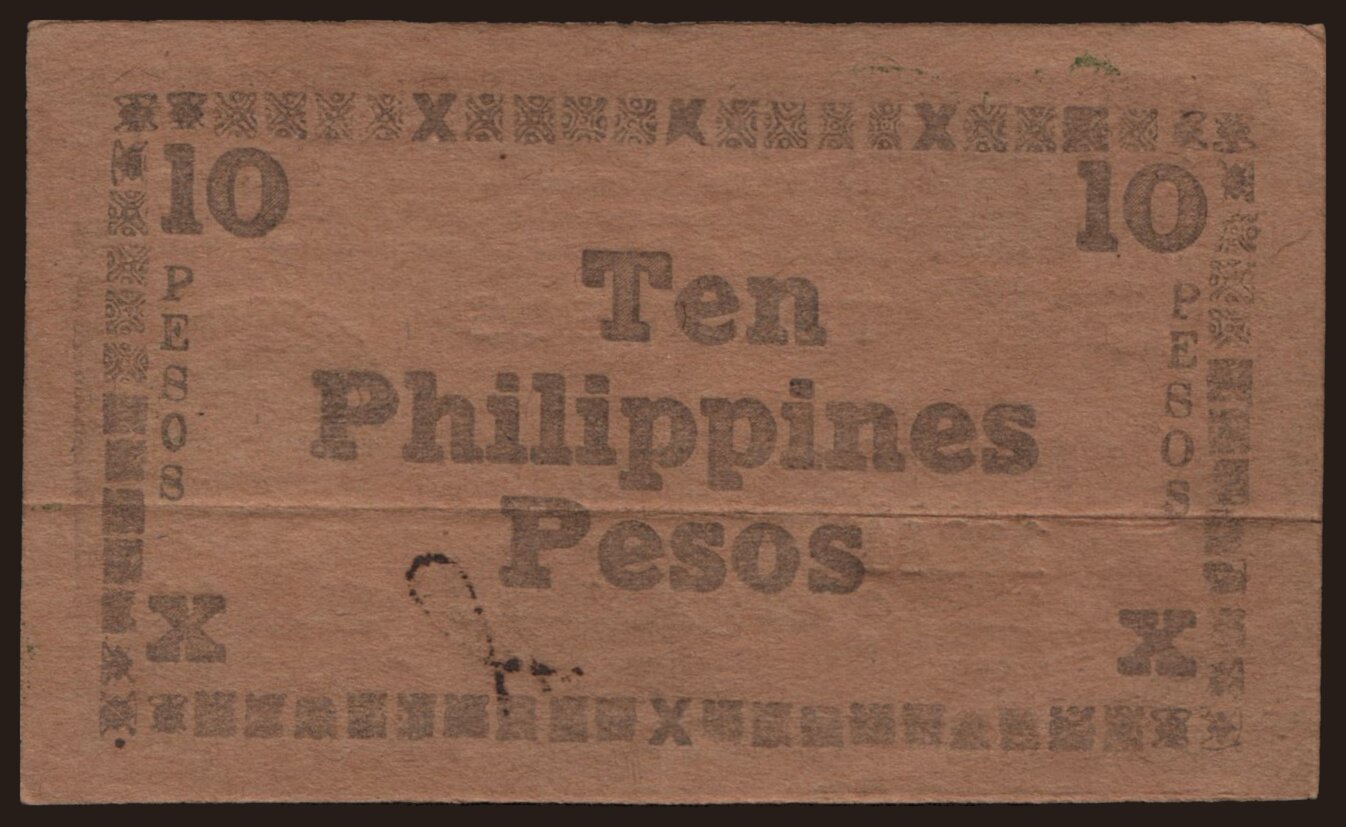 10 10
Ten
Philippines
Pesos
PESOS
PESOS
X X